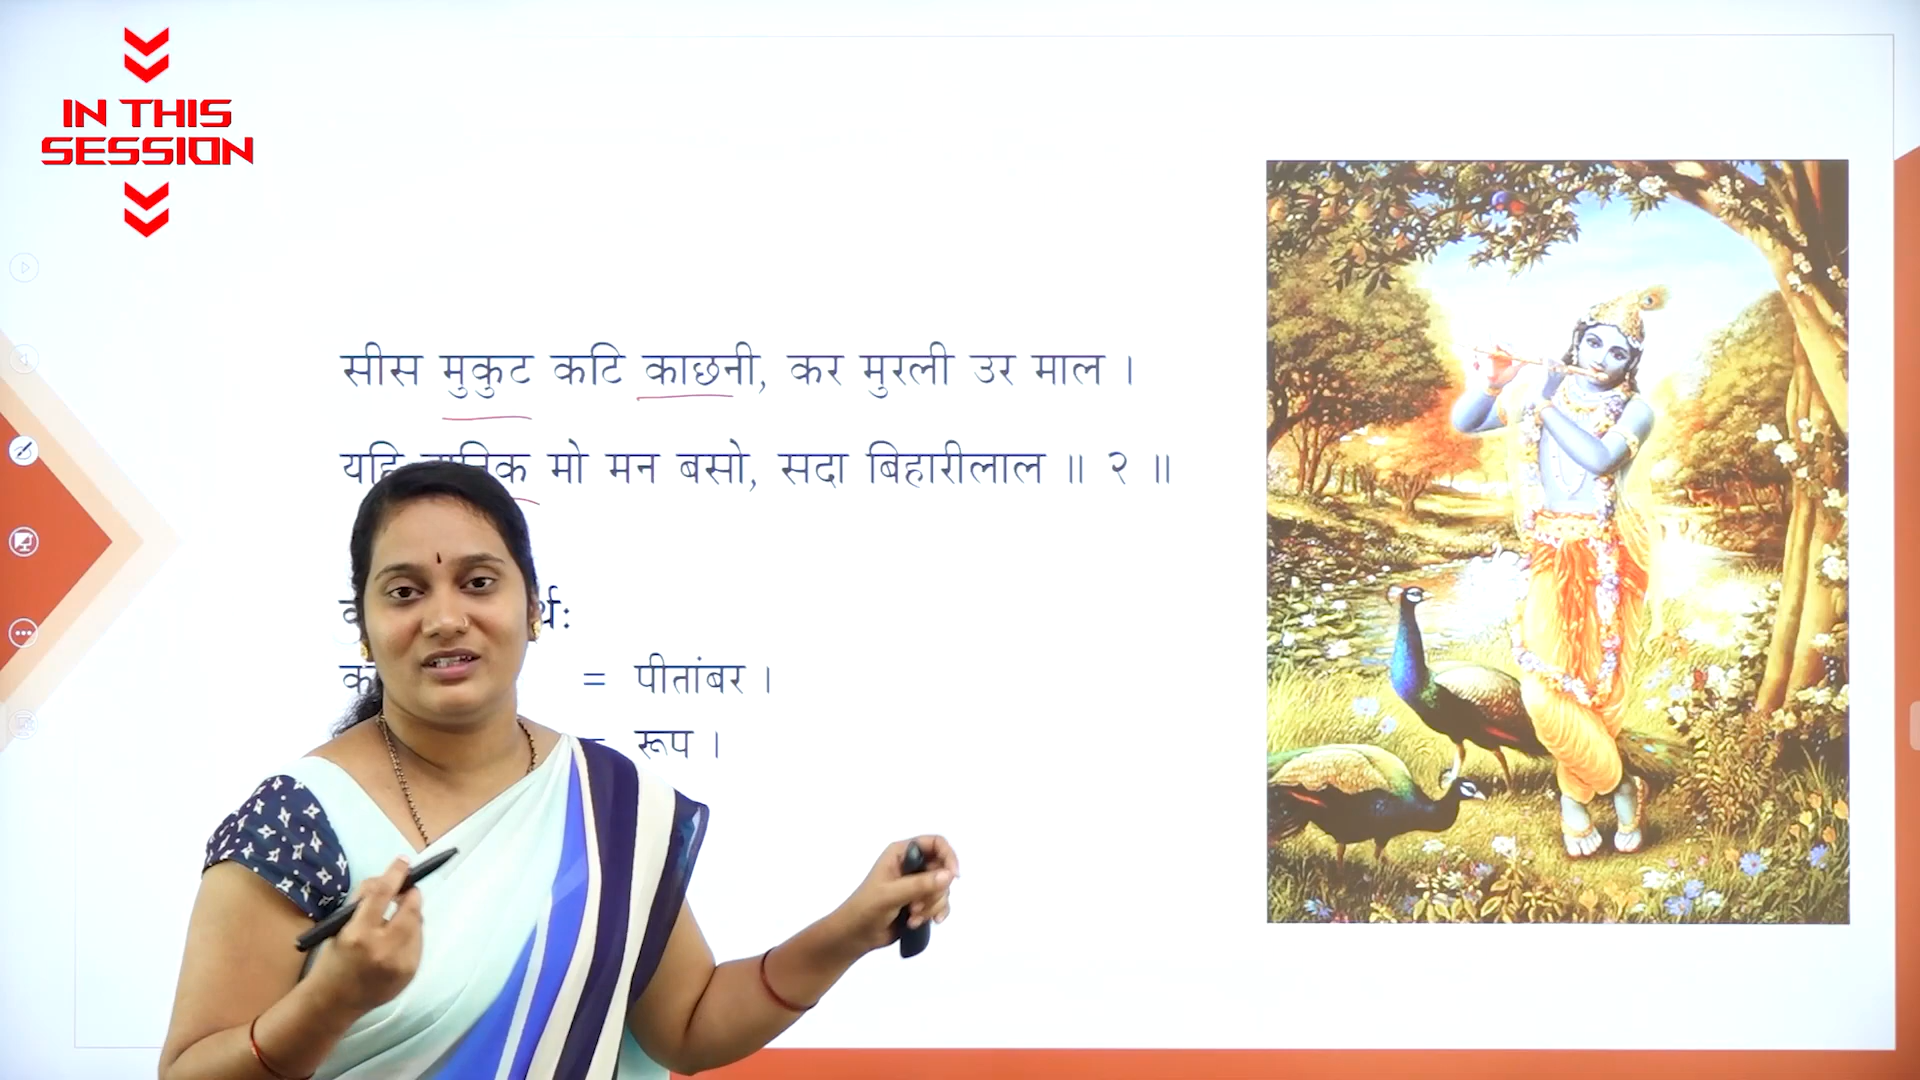 IN THIS
SESSION
सीस मुकुट कटि काछनी, कर मुरली उर माल ।
मो मन बसो, सदा बिहारीलाल ॥ २ ॥
= पीतांबर ।
= रूप ।